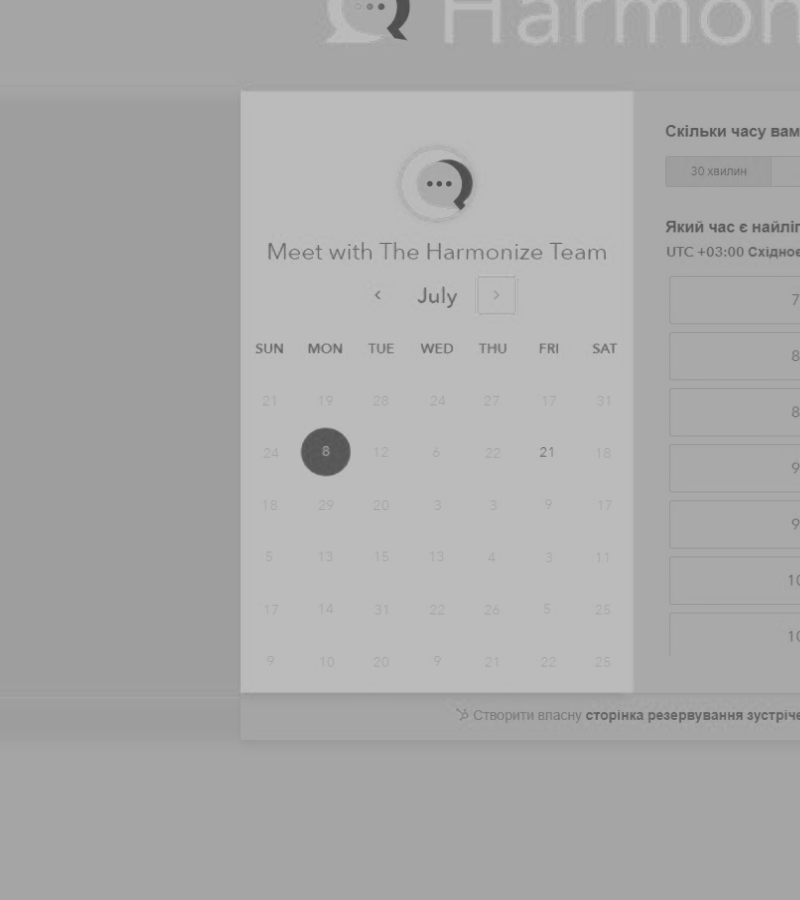 Harmon
Meet with The Harmonize Team
July
SUN MON TUE WED THU FRI SAT
21 19 28 24 27 17 31
24 8 12 6 22 21 18
18 29 20 3 3 9 17
5 13 15 13 4 3 11
17 14 31 22 26 5 25
9 10 20 9 21 22 25
Скільки часу вам
30 хвилин
Який час є найліп
UTC +03:00 Східноє
7
8
8
9
9
10
10
Створити власну сторінка резервування зустріче